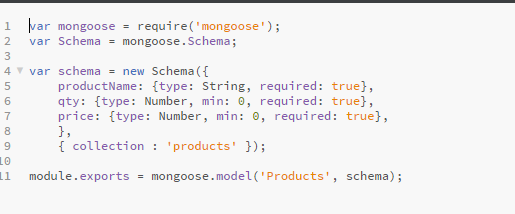 1 var mongoose = require('mongoose');
2 var Schema = mongoose.Schema;
3
4 var schema = new Schema({
5     productName: {type: String, required: true},
6     qty: {type: Number, min: 0, required: true},
7     price: {type: Number, min: 0, required: true},
8     },
9     { collection : 'products' });
10
11 module.exports = mongoose.model('Products', schema);